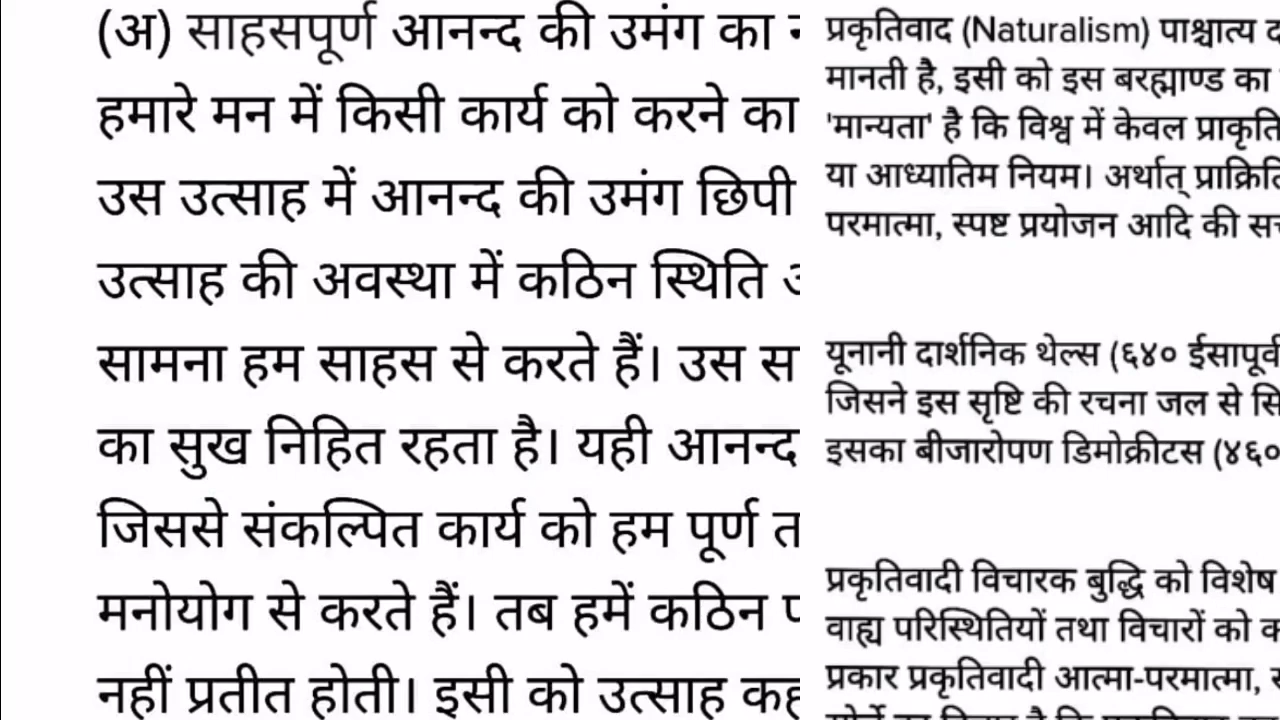 (अ) साहसपूर्ण आनन्द की उमंग का
हमारे मन में किसी कार्य को करने का
उस उत्साह में आनन्द की उमंग छिपी
उत्साह की अवस्था में कठिन स्थिति
सामना हम साहस से करते हैं। उस स
का सुख निहित रहता है। यही आनन्द
जिससे संकल्पित कार्य को हम पूर्ण त
मनोयोग से करते हैं। तब हमें कठिन
नहीं प्रतीत होती। इसी को उत्साह कह
प्रकृतिवाद (Naturalism) पाश्चात्य द
मानती है, इसी को इस बरह्माण्ड का
'मान्यता' है कि विश्व में केवल प्राकृति
या आध्यातिम नियम। अर्थात् प्राक्रिति
परमात्मा, स्पष्ट प्रयोजन आदि की सत्
यूनानी दार्शनिक थेल्स (६४० ईसापूर्व
जिसने इस सृष्टि की रचना जल से सि
इसका बीजारोपण डिमोक्रीटस (४६०
प्रकृतिवादी विचारक बुद्धि को विशेष
वाह्य परिस्थितियों तथा विचारों को क
प्रकार प्रकृतिवादी आत्मा-परमात्मा,